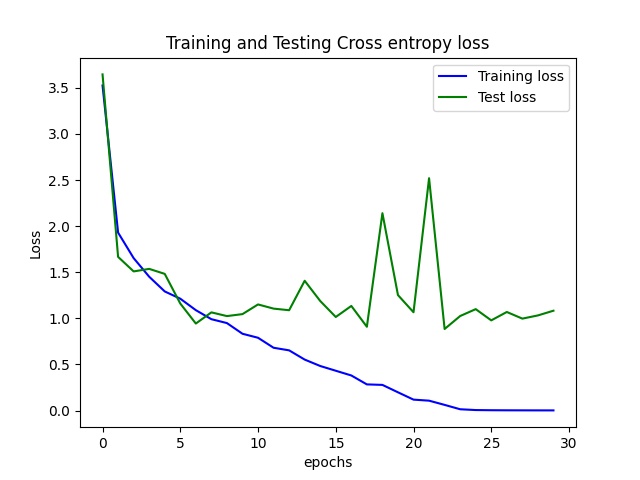 Training and Testing Cross entropy loss
Training loss
Test loss
Loss
3.5
3.0
2.5
2.0
1.5
1.0
0.5
0.0
0 5 10 15 20 25 30
epochs